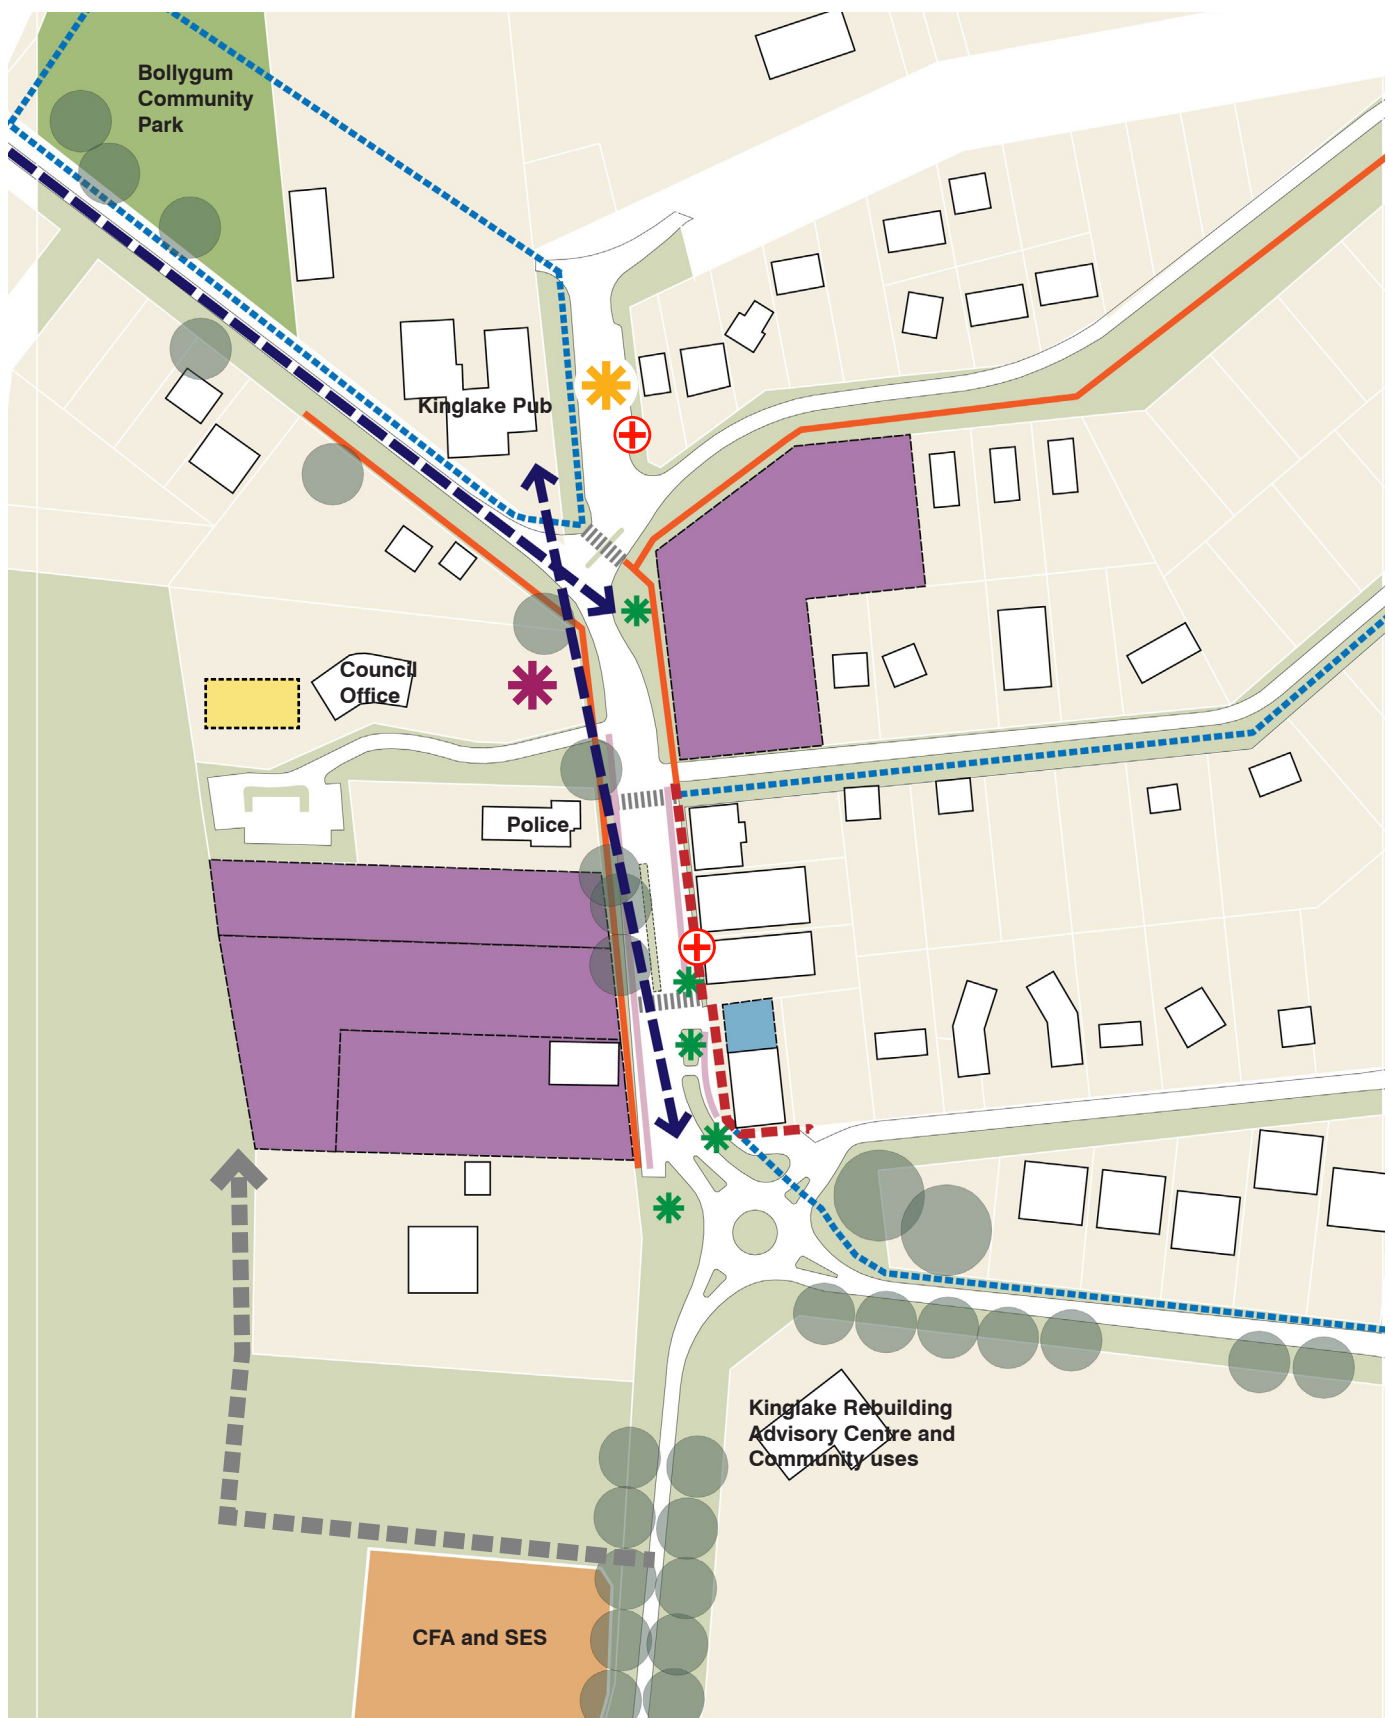 Bollygum
Community
Park
Kinglake Pub
Council
Office
Police
Kinglake Rebuilding
Advisory Centre and
Community uses
CFA and SES